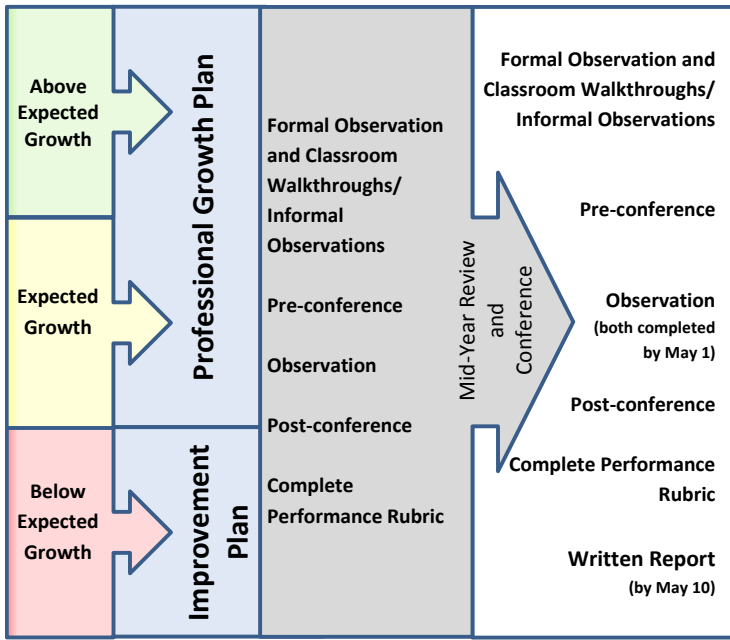 Above
Expected
Growth
Expected
Growth
Below
Expected
Growth
Professional Growth Plan
Improvement
Plan
Formal Observation
and Classroom
Walkthroughs/
Informal
Observations
Pre-conference
Observation
Post-conference
Complete
Performance Rubric
Mid-Year Review
and
Conference
Formal Observation and
Classroom Walkthroughs/
Informal Observations
Pre-conference
Observation
(both completed
by May 1)
Post-conference
Complete Performance
Rubric
Written Report
(by May 10)